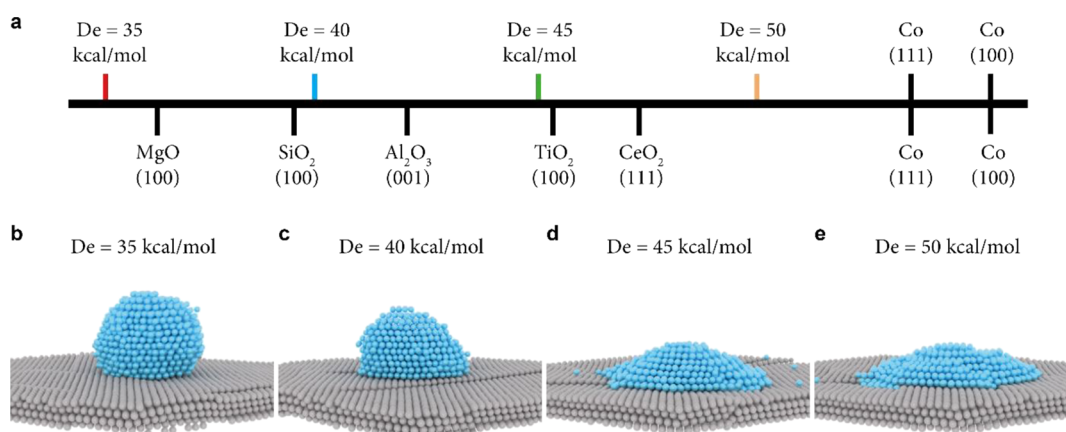 a
De = 35 De = 40 De = 45 De = 50 Co Co
kcal/mol kcal/mol kcal/mol kcal/mol (111) (100)
MgO SiO₂ Al₂O₃ TiO₂ CeO₂ Co Co
(100) (100) (001) (100) (111) (111) (100)
b c d e
De = 35 kcal/mol De = 40 kcal/mol De = 45 kcal/mol De = 50 kcal/mol